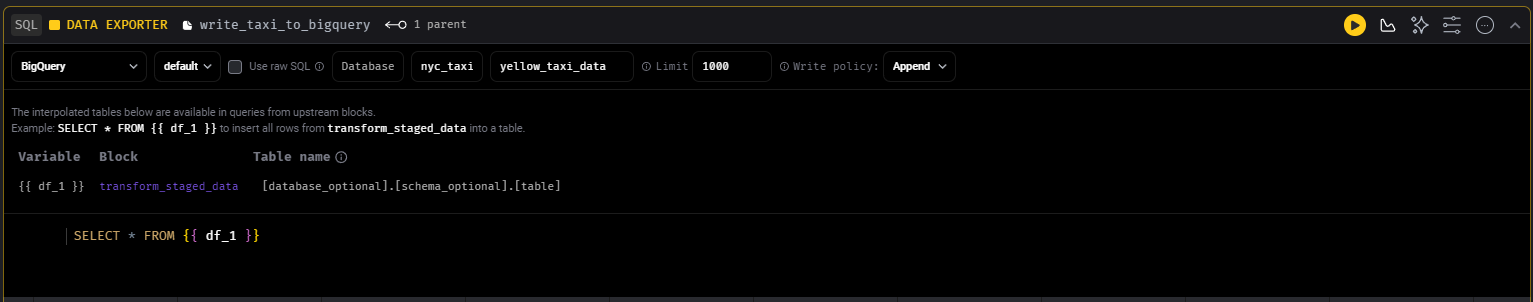 SQL DATA EXPORTER write_taxi_to_bigquery 1 parent
BigQuery default Use raw SQL Database nyc_taxi yellow_taxi_data Limit 1000 Write policy: Append
The interpolated tables below are available in queries from upstream blocks.
Example: SELECT * FROM {{ df_1 }} to insert all rows from transform_staged_data into a table.
Variable Block Table name
{{ df_1 }} transform_staged_data [database_optional].[schema_optional].[table]
SELECT * FROM {{ df_1 }}